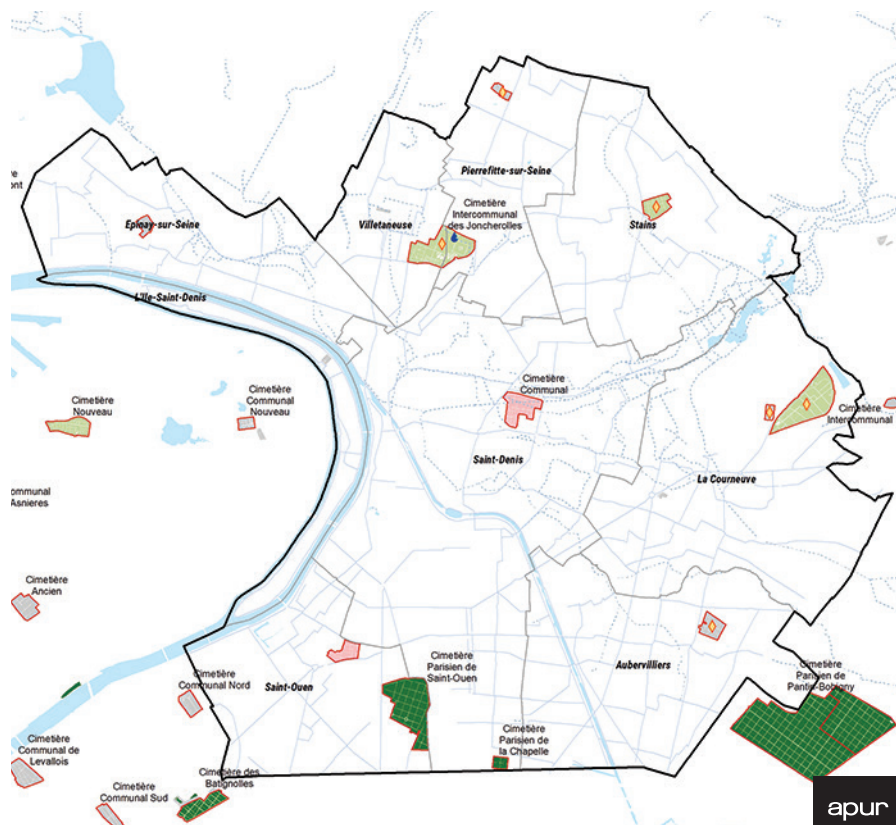 Pierrefitte-sur-Seine
Cimetière
Intercommunal
des Joncherolles
Epinay-sur-Seine
Villetaneuse
Stains
L'Ile-Saint-Denis
Cimetière
Nouveau
Cimetière
Communal
Nouveau
Cimetière
Communal
Cimetière
Intercommunal
Saint-Denis
La Courneuve
ommunal
Asnieres
Cimetière
Ancien
Cimetière
Communal Nord
Saint-Ouen
Cimetière
Parisien de
Saint-Ouen
Aubervilliers
Cimetière
Parisien de
Pantin-Bobigny
Cimetière
Parisien de
la Chapelle
Cimetière
Communal de
Levallois
Cimetière
Communal Sud
Cimetière des
Batignolles
apur